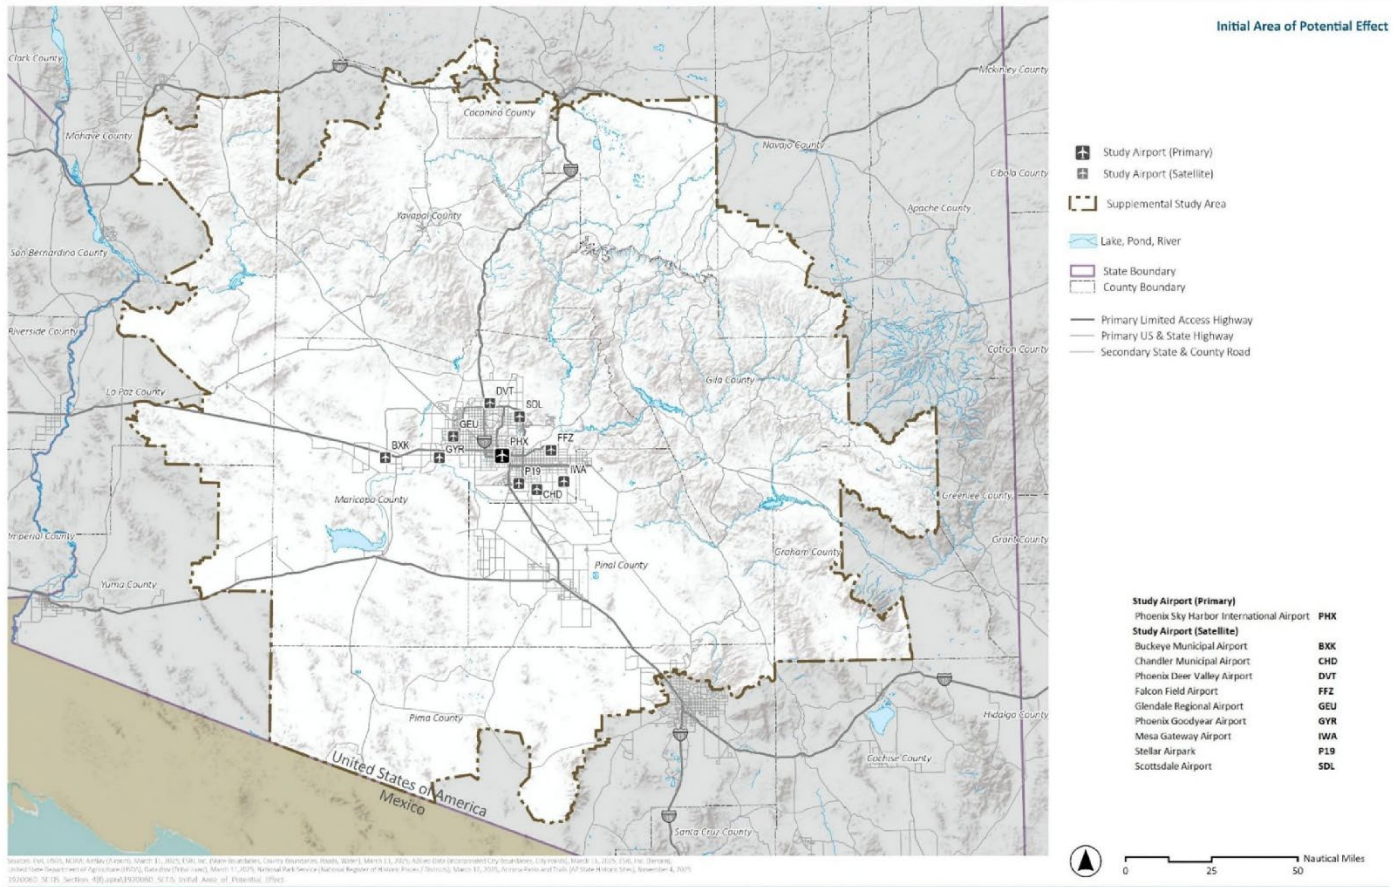 Initial Area of Potential Effect
Clark County
McKinley County
Coconino County
Mohave County
Navajo County
Cibola County
Apache County
Yavapai County
San Bernardino County
Riverside County
Catron County
Gila County
La Paz County
DVT
SDL
GEU
BXK
GYR
PHX
FFZ
P19
IWA
CHD
Maricopa County
Greenlee County
Imperial County
Grant County
Graham County
Pinal County
Yuma County
Pima County
Hidalgo County
Cochise County
United States of America
Mexico
Santa Cruz County
Study Airport (Primary)
Study Airport (Satellite)
Supplemental Study Area
Lake, Pond, River
State Boundary
County Boundary
Primary Limited Access Highway
Primary US & State Highway
Secondary State & County Road
Study Airport (Primary)
Phoenix Sky Harbor International Airport PHX
Study Airport (Satellite)
Buckeye Municipal Airport BXK
Chandler Municipal Airport CHD
Phoenix Deer Valley Airport DVT
Falcon Field Airport FFZ
Glendale Regional Airport GEU
Phoenix Goodyear Airport GYR
Mesa Gateway Airport IWA
Stellar Airpark P19
Scottsdale Airport SDL
Nautical Miles
0 25 50